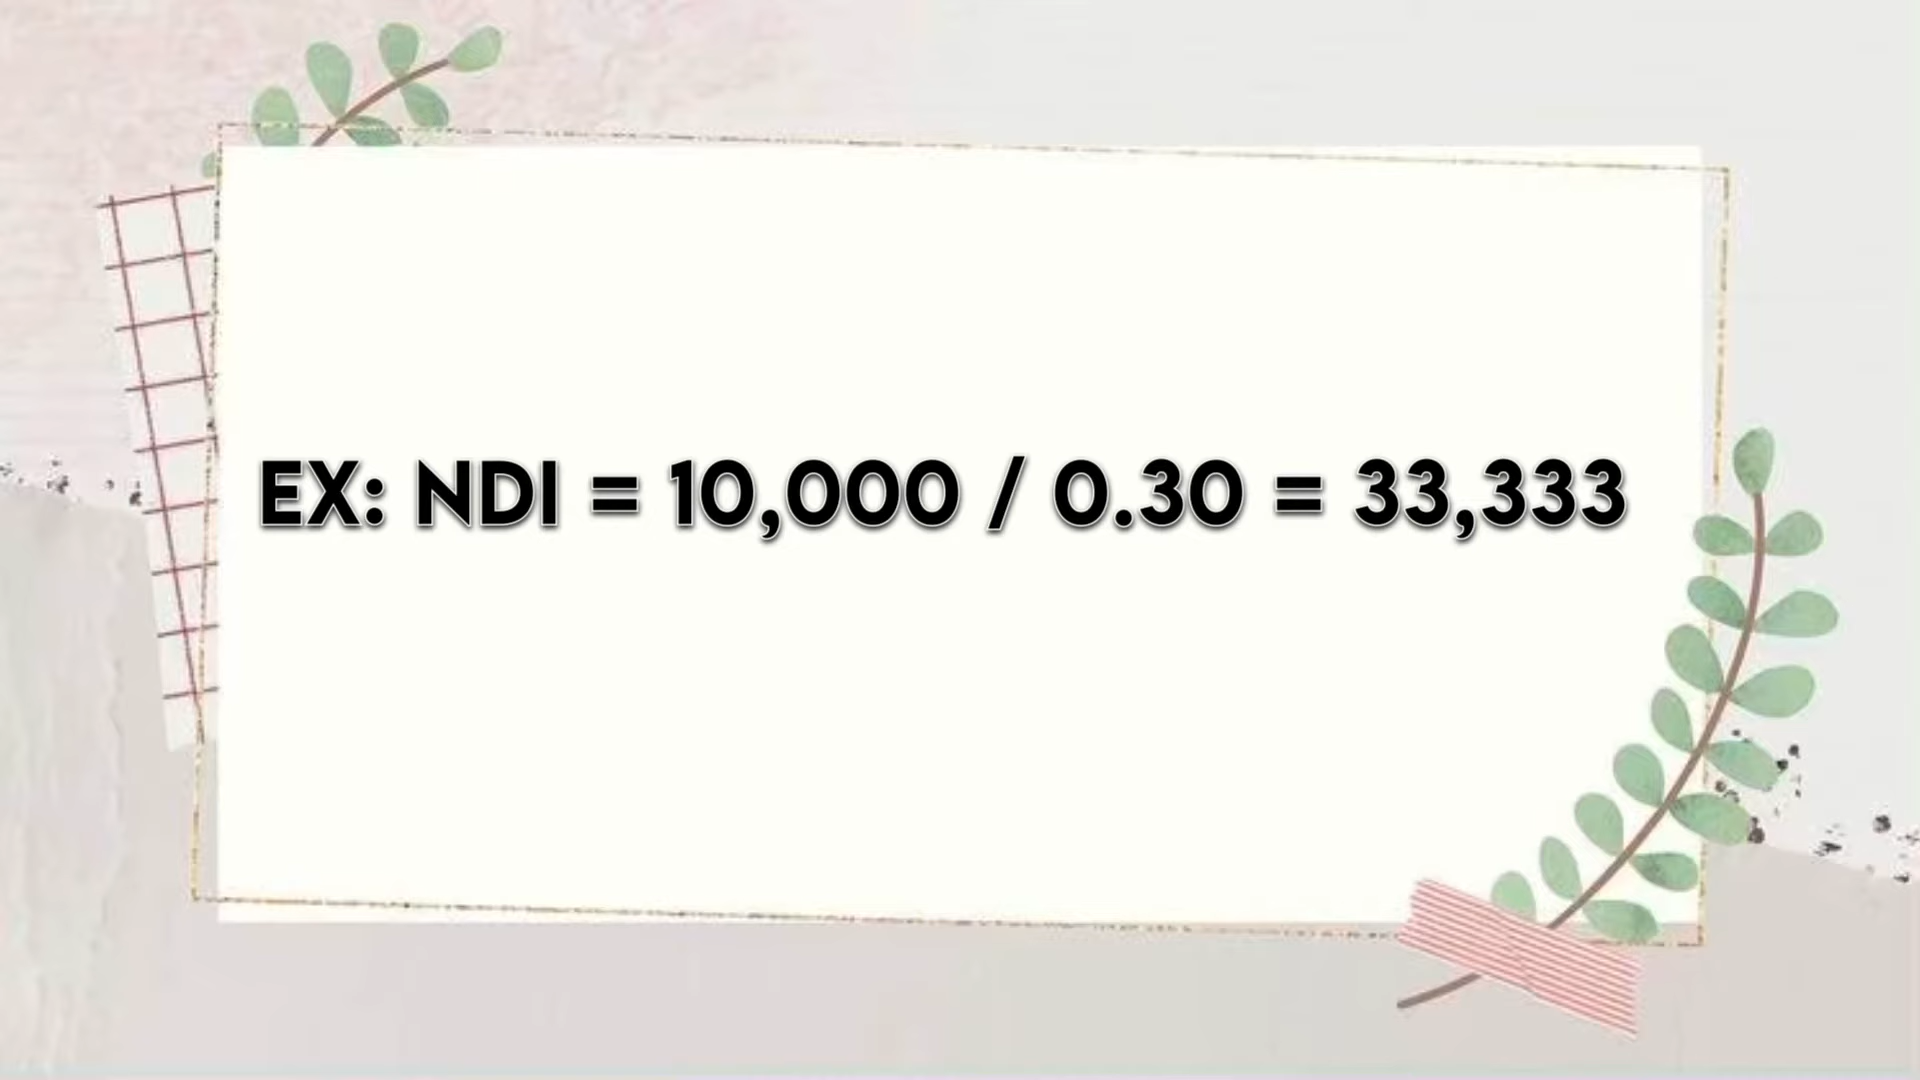 EX: NDI = 10,000 / 0.30 = 33,333